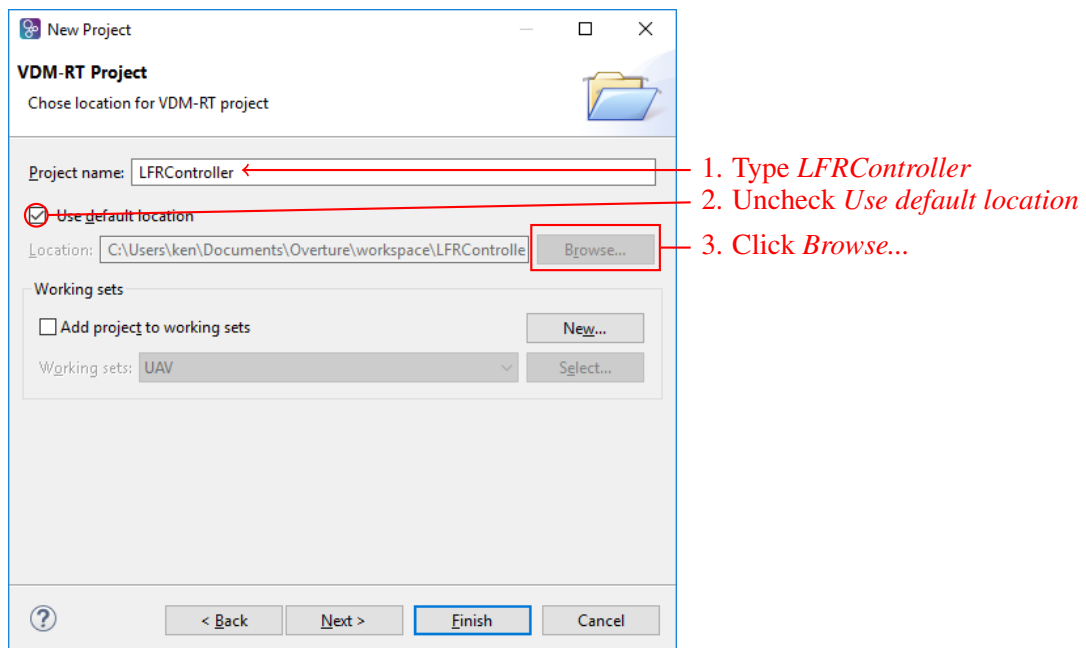 New Project
VDM-RT Project
Chose location for VDM-RT project
Project name: LFRController
1. Type LFRController
Use default location
2. Uncheck Use default location
Location: C:\Users\ken\Documents\Overture\workspace\LFRControlle Browse...
3. Click Browse...
Working sets
Add project to working sets New...
Working sets: UAV Select...
? < Back Next > Finish Cancel